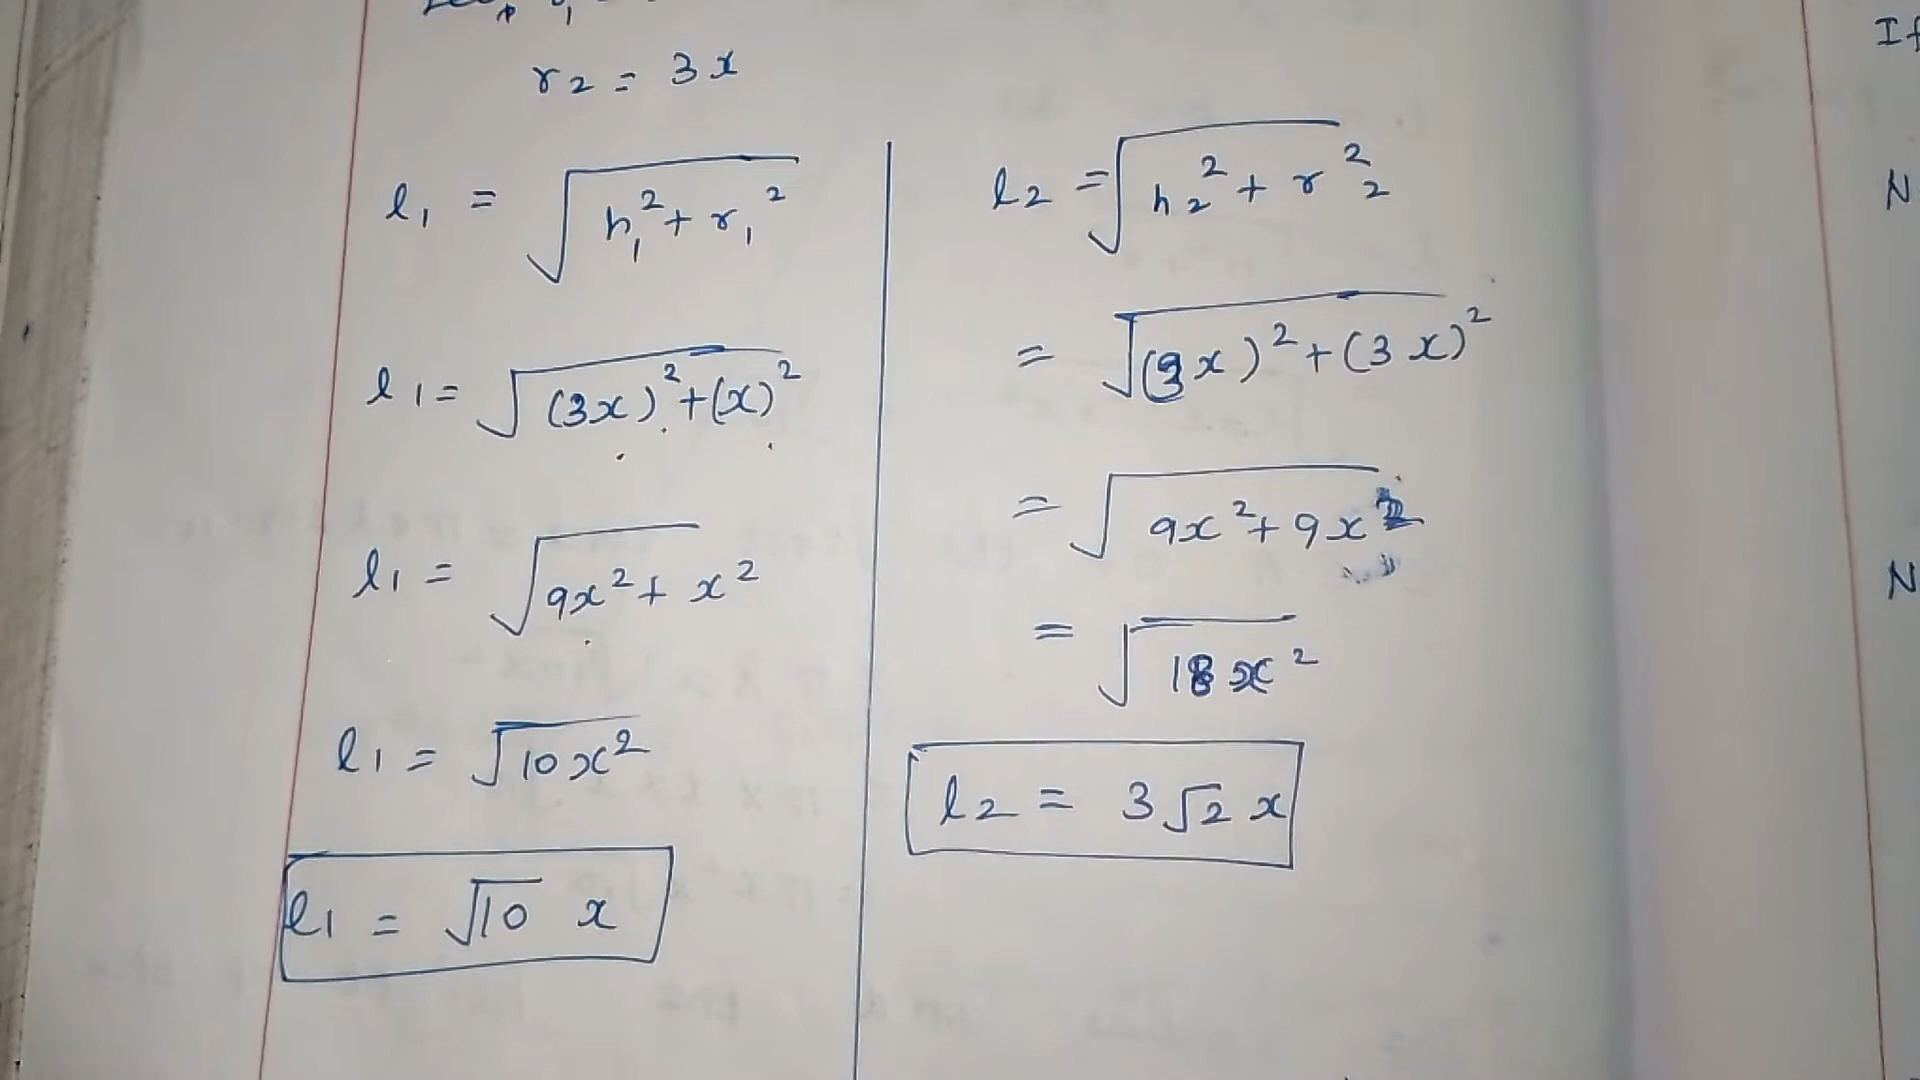 r2 = 3x
l1 = √(h1² + r1²)
l1 = √((3x)² + (x)²)
l1 = √(9x² + x²)
l1 = √(10x²)
l1 = √10 x
l2 = √(h2² + r2²)
= √((3x)² + (3x)²)
= √(9x² + 9x²)
= √(18x²)
l2 = 3√2 x
If
N
N